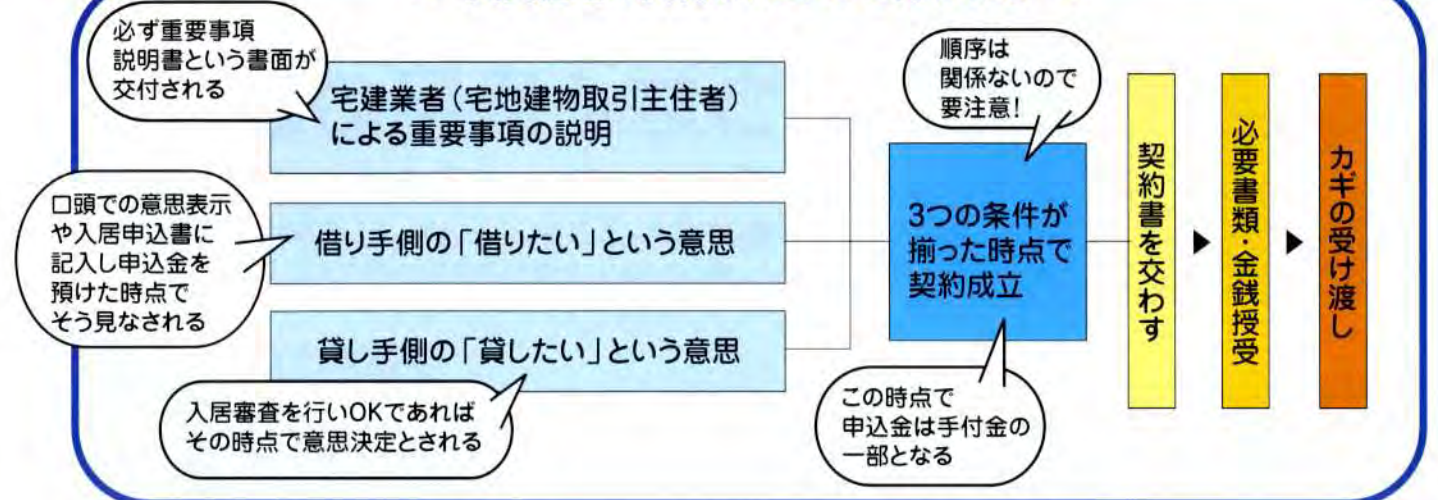 必ず重要事項
説明書という書面が
交付される
宅建業者(宅地建物取引主住者)
による重要事項の説明
口頭での意思表示
や入居申込書に
記入し申込金を
預けた時点で
そう見なされる
借り手側の「借りたい」という意思
貸し手側の「貸したい」という意思
入居審査を行いOKであれば
その時点で意思決定とされる
順序は
関係ないので
要注意!
3つの条件が
揃った時点で
契約成立
この時点で
申込金は手付金の
一部となる
契約書を交わす
▶
必要書類・金銭授受
▶
カギの受け渡し